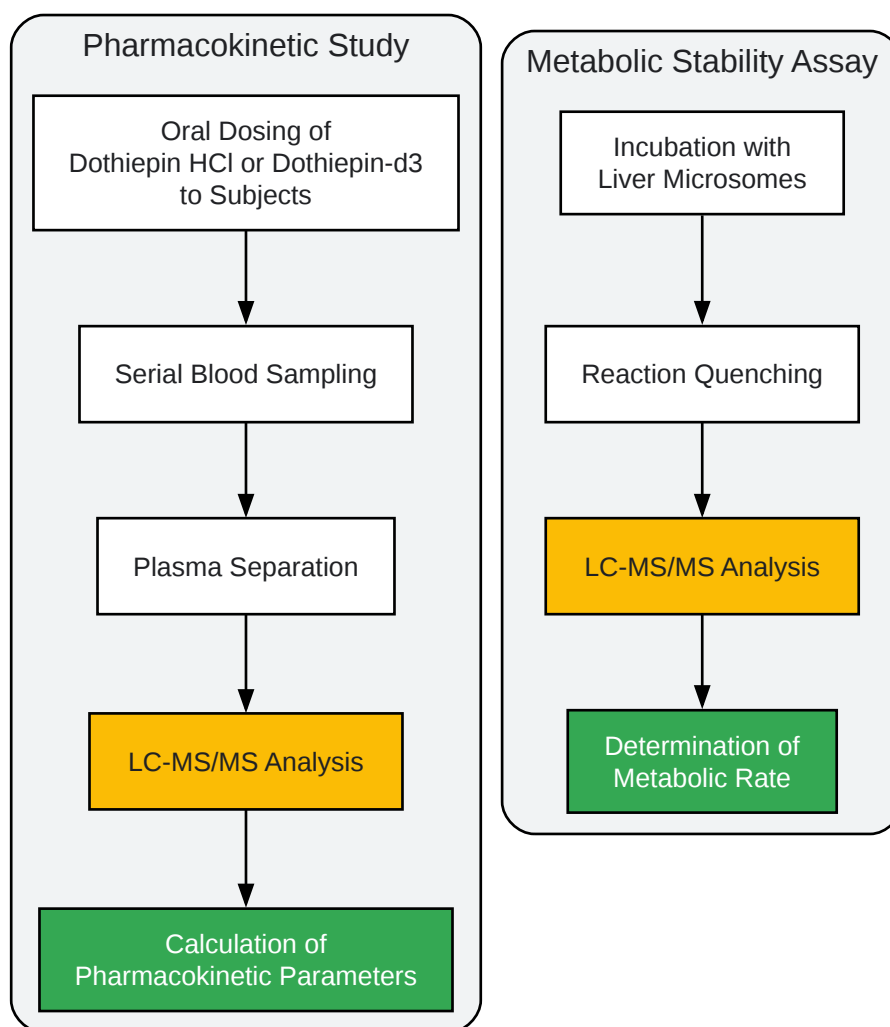 Pharmacokinetic Study
Oral Dosing of
Dothiepin HCl or Dothiepin-d3
to Subjects
Serial Blood Sampling
Plasma Separation
LC-MS/MS Analysis
Calculation of
Pharmacokinetic Parameters
Metabolic Stability Assay
Incubation with
Liver Microsomes
Reaction Quenching
LC-MS/MS Analysis
Determination of
Metabolic Rate